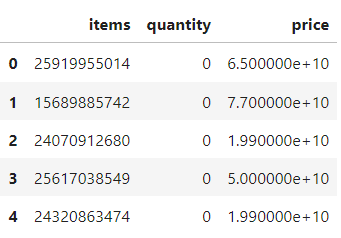 items quantity price
0 25919955014 0 6.500000e+10
1 15689885742 0 7.700000e+10
2 24070912680 0 1.990000e+10
3 25617038549 0 5.000000e+10
4 24320863474 0 1.990000e+10